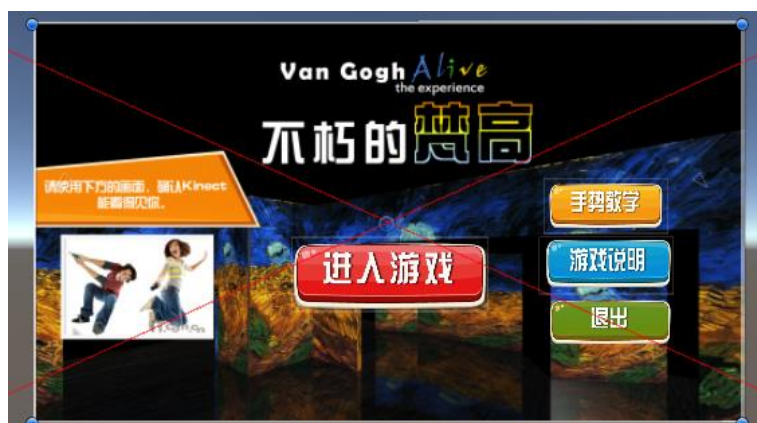 Van Gogh Alive
the experience
不朽的梵高
请使用下方的画面，确认Kinect
能看得见你。
手势教学
进入游戏
游戏说明
退出